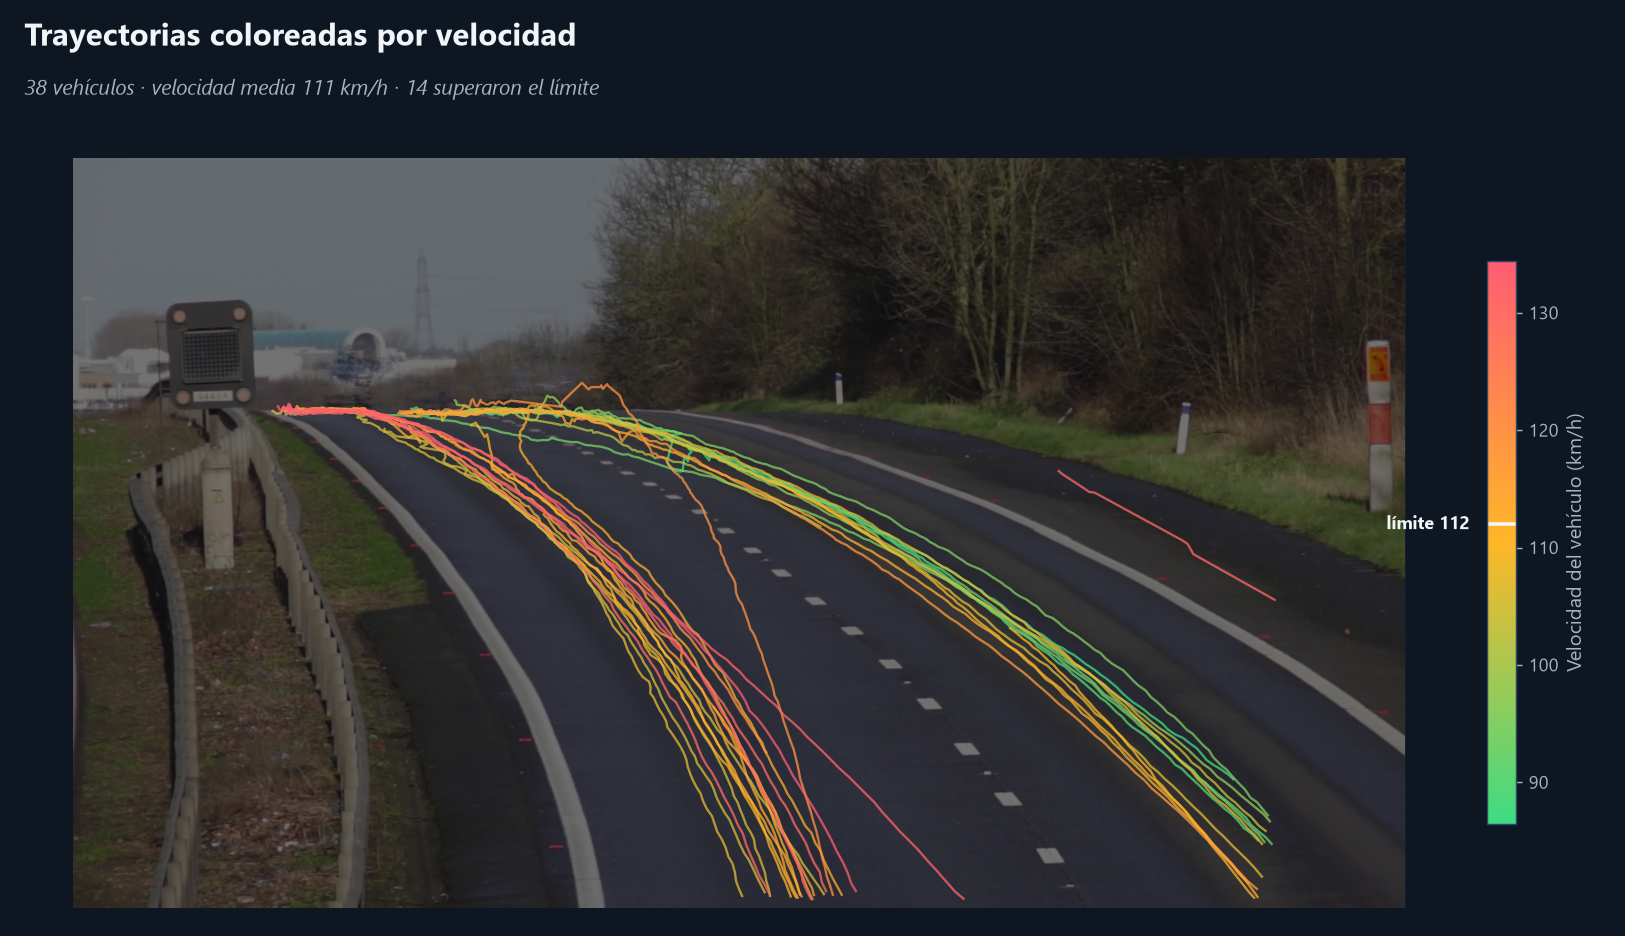 Trayectorias coloreadas por velocidad
38 vehículos · velocidad media 111 km/h · 14 superaron el límite
130
120
límite 112
110
100
90
Velocidad del vehículo (km/h)